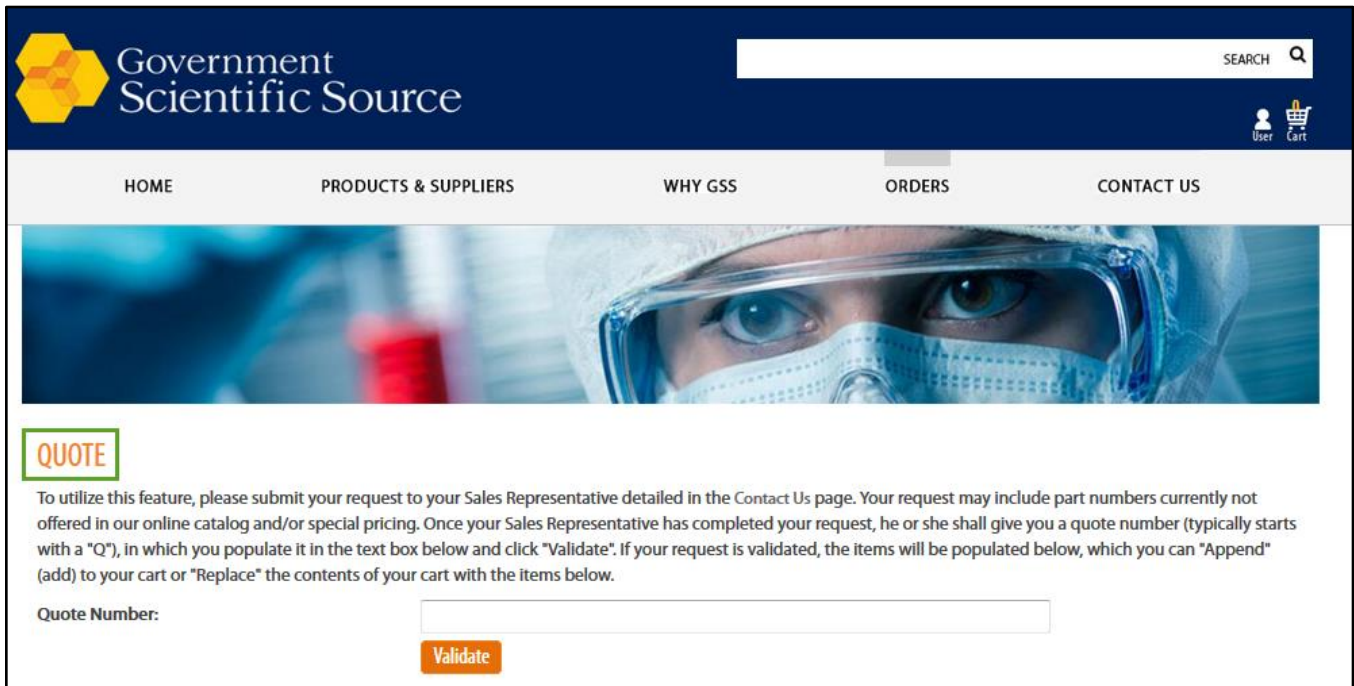 Government
Scientific Source
SEARCH
0
User Cart
HOME PRODUCTS & SUPPLIERS WHY GSS ORDERS CONTACT US
QUOTE
To utilize this feature, please submit your request to your Sales Representative detailed in the Contact Us page. Your request may include part numbers currently not
offered in our online catalog and/or special pricing. Once your Sales Representative has completed your request, he or she shall give you a quote number (typically starts
with a "Q"), in which you populate it in the text box below and click "Validate". If your request is validated, the items will be populated below, which you can "Append"
(add) to your cart or "Replace" the contents of your cart with the items below.
Quote Number:
Validate